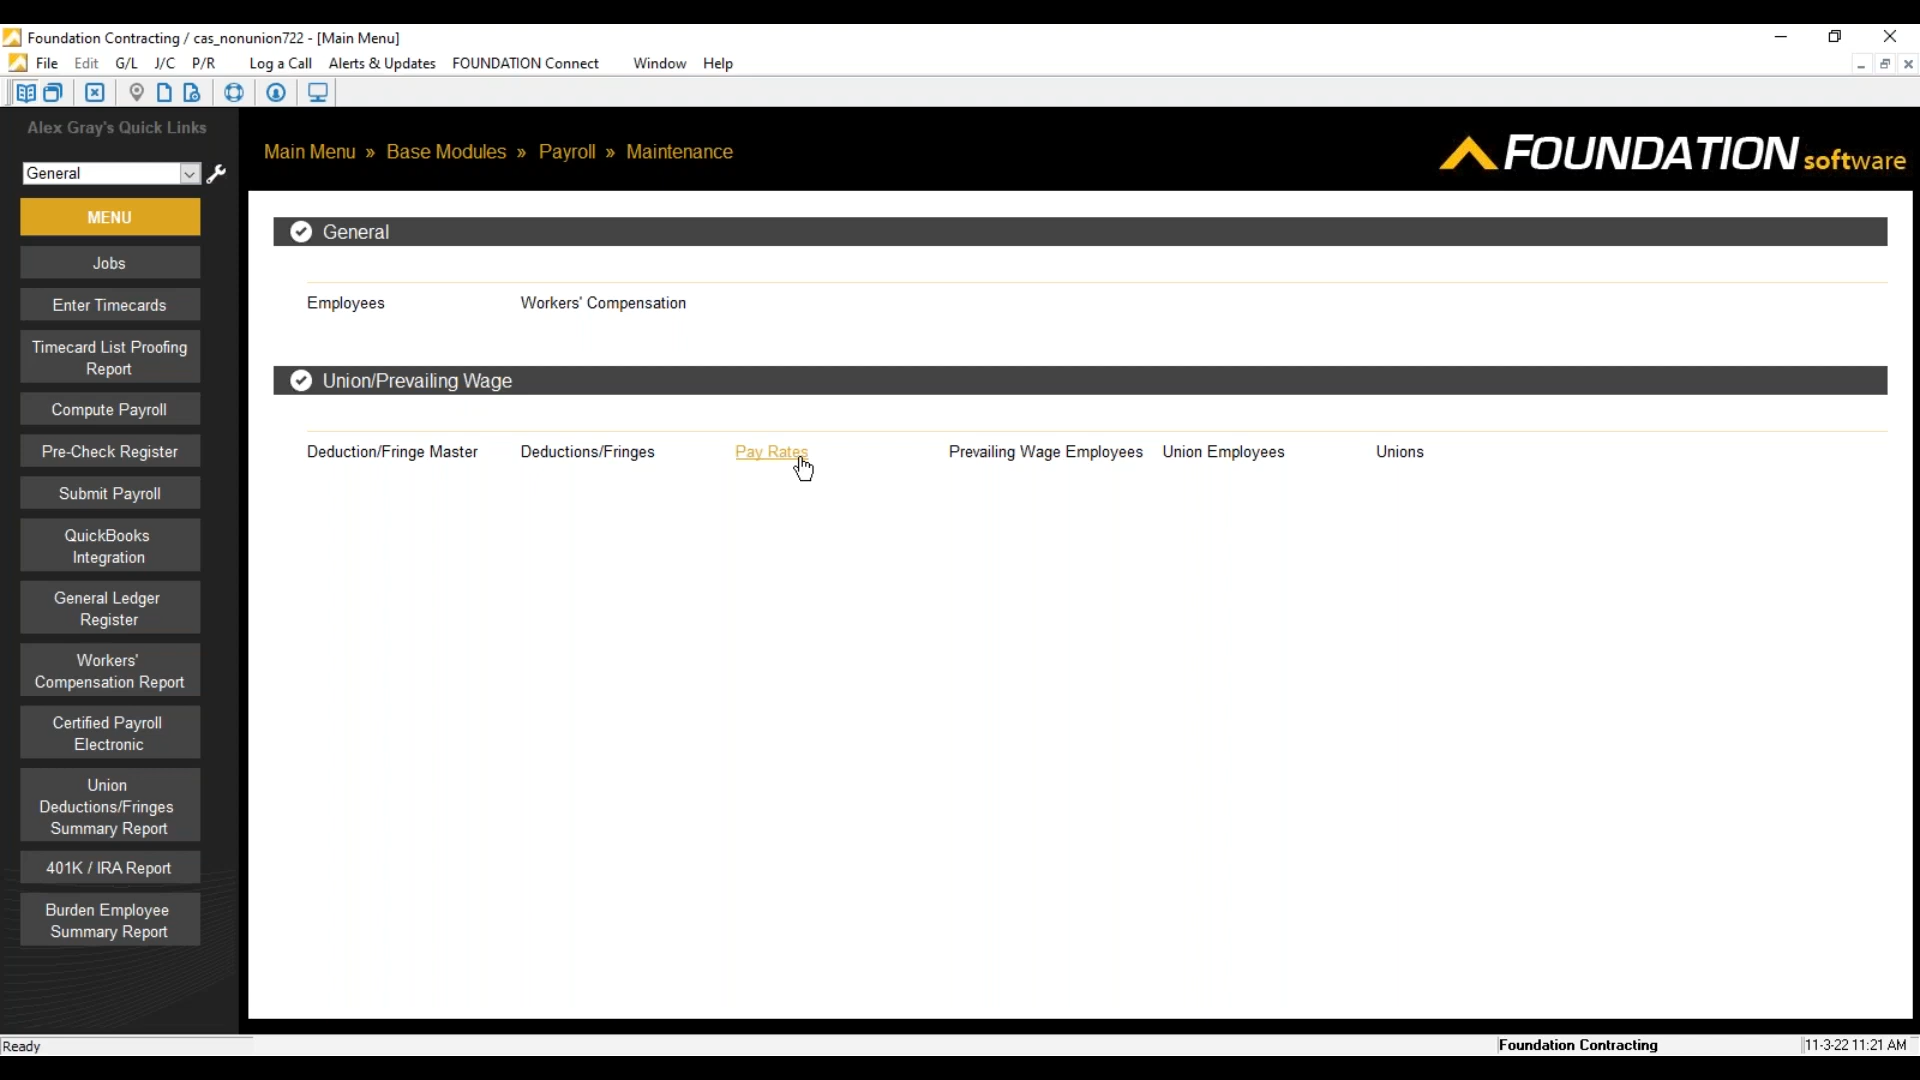 Foundation Contracting / cas_nonunion722 - [Main Menu]
File Edit G/L J/C P/R Log a Call Alerts & Updates FOUNDATION Connect Window Help
Alex Gray's Quick Links
Main Menu » Base Modules » Payroll » Maintenance
FOUNDATION software
General
MENU
Jobs
Enter Timecards
Timecard List Proofing
Report
Compute Payroll
Pre-Check Register
Submit Payroll
QuickBooks
Integration
General Ledger
Register
Workers'
Compensation Report
Certified Payroll
Electronic
Union
Deductions/Fringes
Summary Report
401K / IRA Report
Burden Employee
Summary Report
General
Employees Workers' Compensation
Union/Prevailing Wage
Deduction/Fringe Master Deductions/Fringes Pay Rates Prevailing Wage Employees Union Employees Unions
Ready Foundation Contracting 11-3-22 11:21 AM